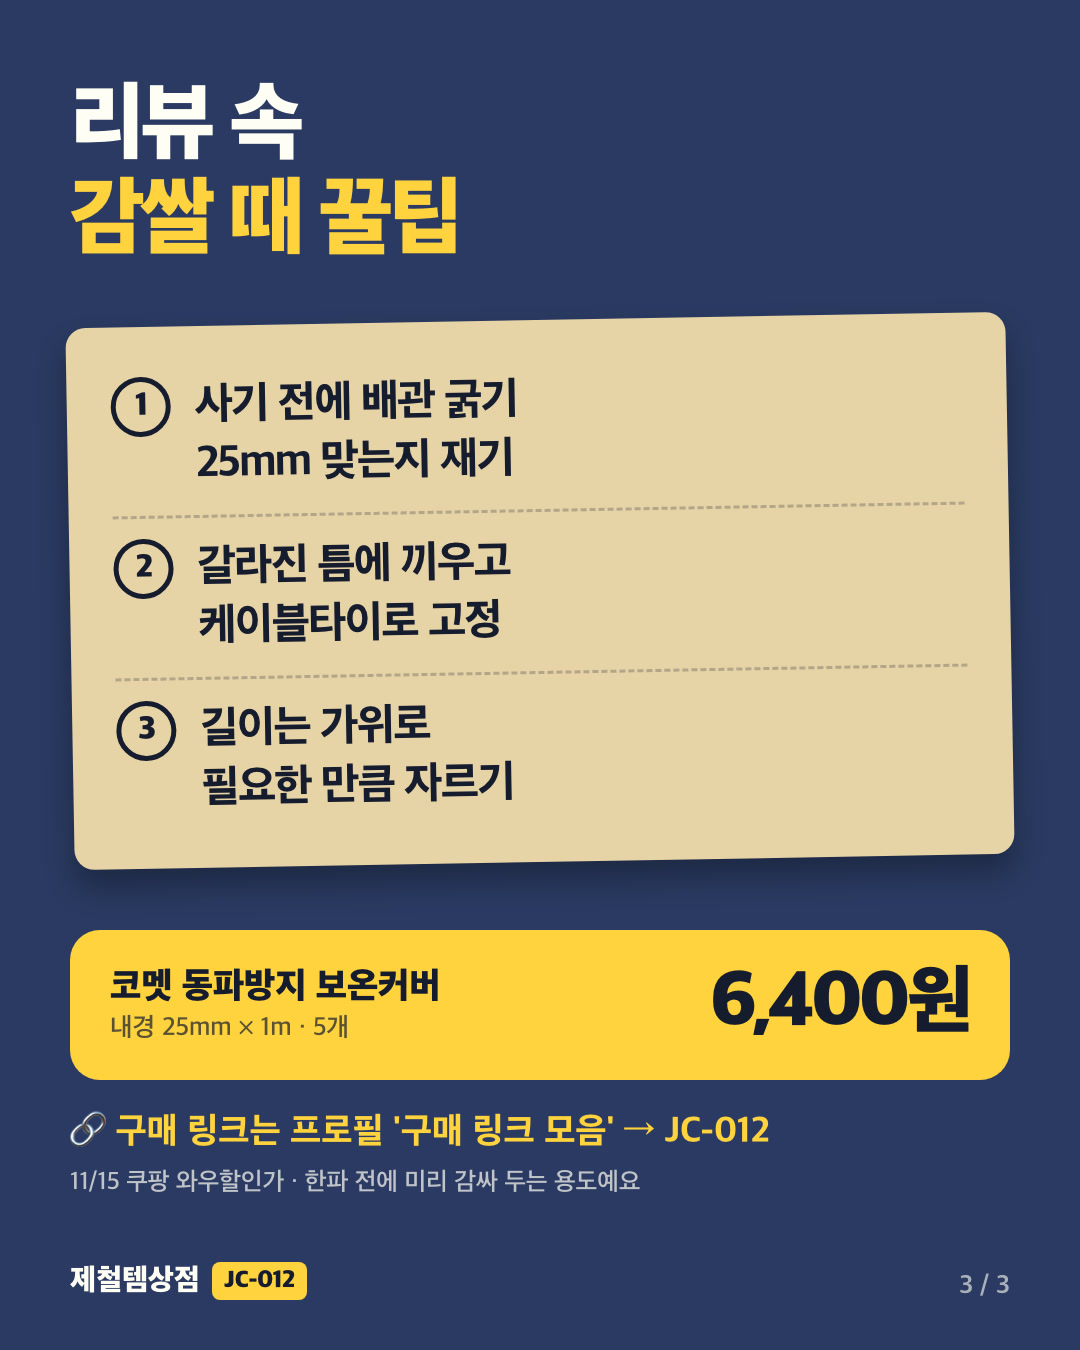 리뷰 속
감쌀 때 꿀팁
1 사기 전에 배관 굵기
25mm 맞는지 재기
2 갈라진 틈에 끼우고
케이블타이로 고정
3 길이는 가위로
필요한 만큼 자르기
코멧 동파방지 보온커버
내경 25mm × 1m · 5개
6,400원
🔗 구매 링크는 프로필 '구매 링크 모음' → JC-012
11/15 쿠팡 와우할인가 · 한파 전에 미리 감싸 두는 용도예요
제철템상점 JC-012
3 / 3